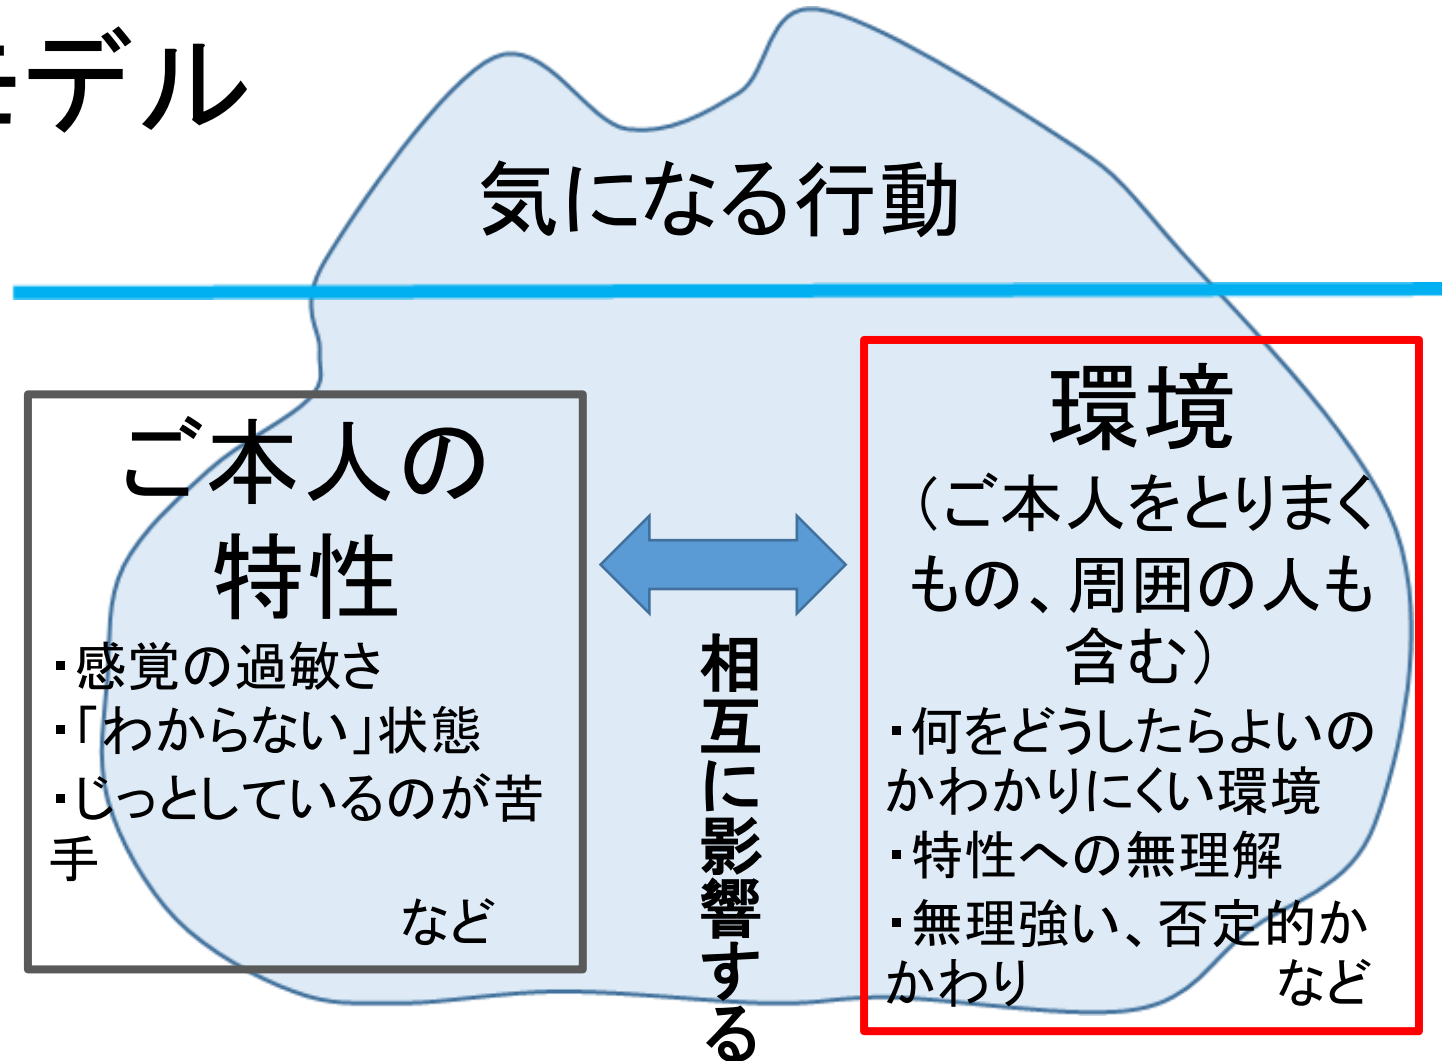 モデル
気になる行動
ご本人の
特性
・感覚の過敏さ
・「わからない」状態
・じっとしているのが苦
手
など
相互に影響する
環境
（ご本人をとりまく
もの、周囲の人も
含む）
・何をどうしたらよいの
かわかりにくい環境
・特性への無理解
・無理強い、否定的か
かわり　など